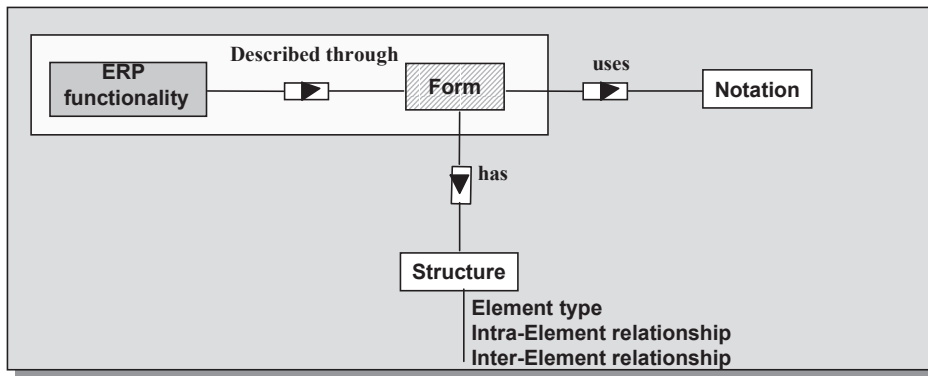 Described through
ERP
functionality
Form
uses
Notation
has
Structure
Element type
Intra-Element relationship
Inter-Element relationship